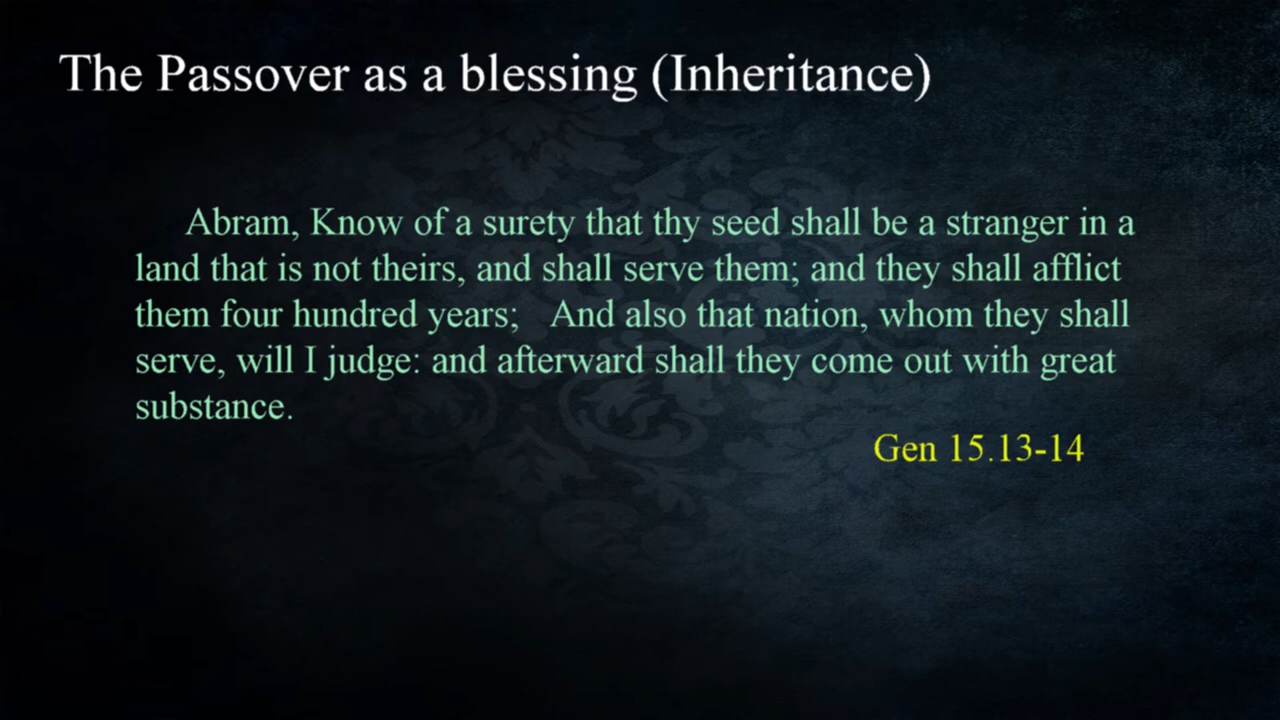 The Passover as a blessing (Inheritance)
Abram, Know of a surety that thy seed shall be a stranger in a
land that is not theirs, and shall serve them; and they shall afflict
them four hundred years;   And also that nation, whom they shall
serve, will I judge: and afterward shall they come out with great
substance.
Gen 15.13-14